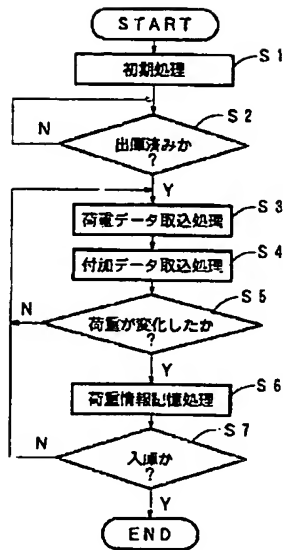 START
初期処理
S1
S2
N
出庫済みか
?
Y
荷重データ取込処理
S3
付加データ取込処理
S4
S5
N
荷重が変化したか
?
Y
荷重情報記憶処理
S6
S7
N
入庫か
?
Y
END